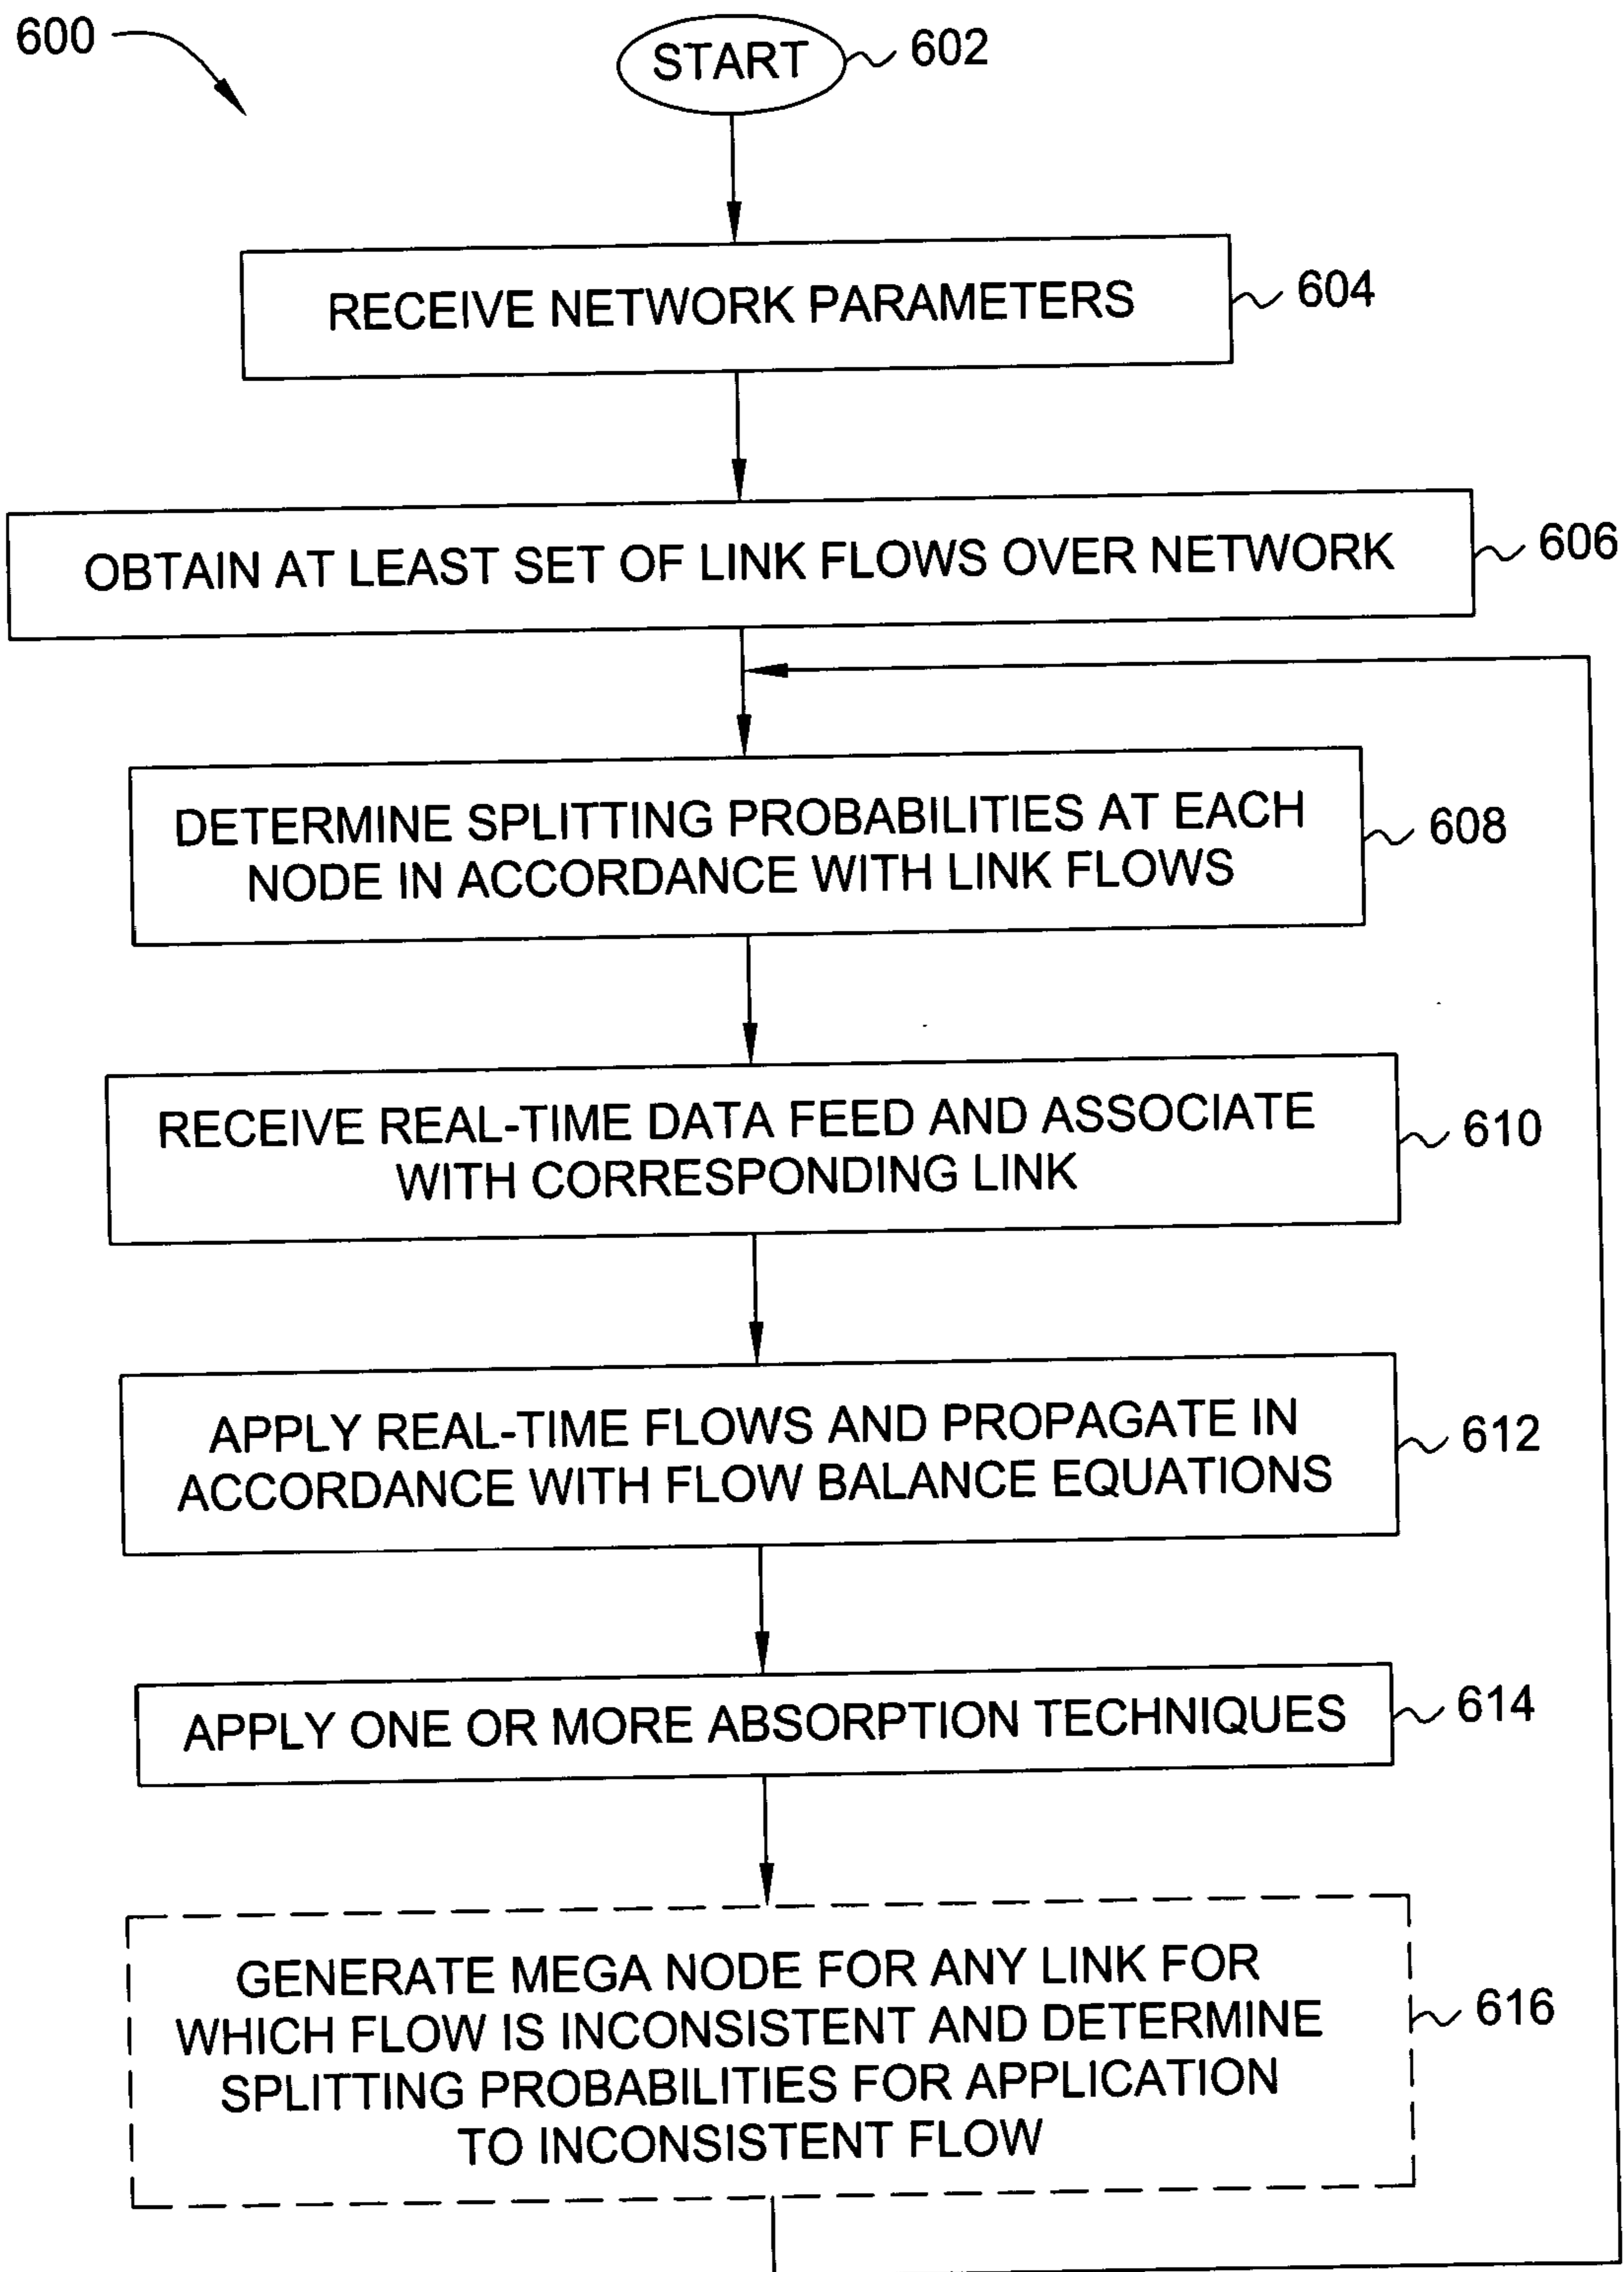 600
START
602
RECEIVE NETWORK PARAMETERS
604
OBTAIN AT LEAST SET OF LINK FLOWS OVER NETWORK
606
DETERMINE SPLITTING PROBABILITIES AT EACH
NODE IN ACCORDANCE WITH LINK FLOWS
608
RECEIVE REAL-TIME DATA FEED AND ASSOCIATE
WITH CORRESPONDING LINK
610
APPLY REAL-TIME FLOWS AND PROPAGATE IN
ACCORDANCE WITH FLOW BALANCE EQUATIONS
612
APPLY ONE OR MORE ABSORPTION TECHNIQUES
614
GENERATE MEGA NODE FOR ANY LINK FOR
WHICH FLOW IS INCONSISTENT AND DETERMINE
SPLITTING PROBABILITIES FOR APPLICATION
TO INCONSISTENT FLOW
616